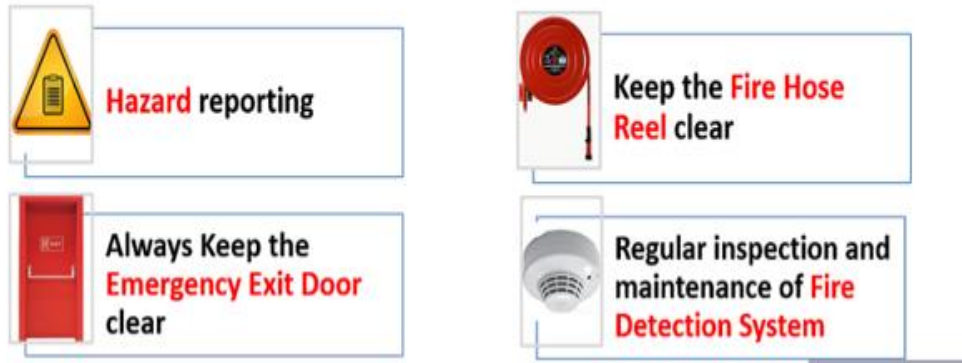 Hazard reporting
Keep the Fire Hose
Reel clear
Always Keep the
Emergency Exit Door
clear
Regular inspection and
maintenance of Fire
Detection System